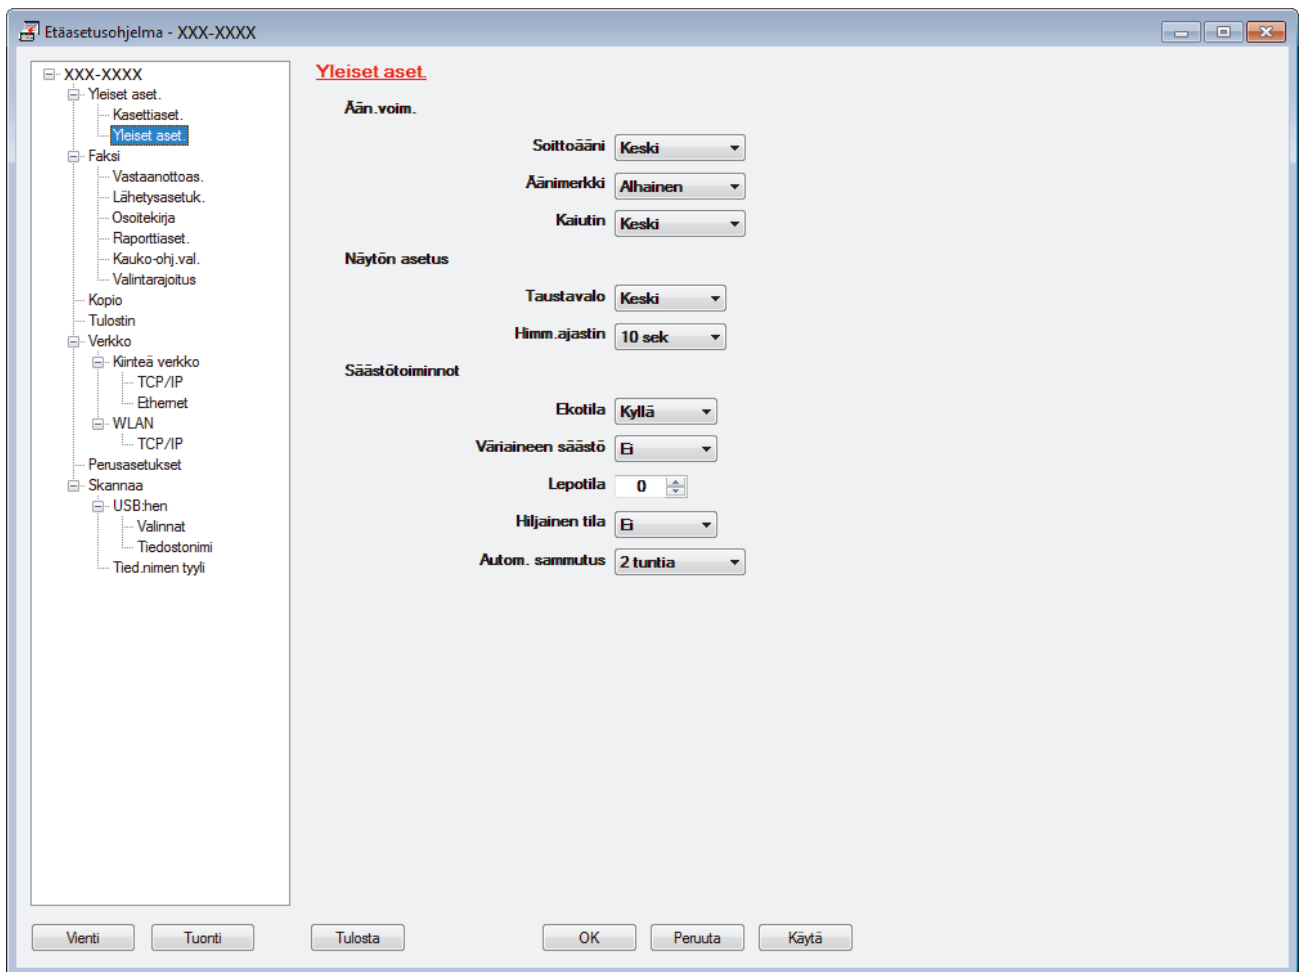 Etäasetusohjelma - XXX-XXXX
XXX-XXXX
Yleiset aset.
Kasettiaset.
Yleiset aset.
Faksi
Vastaanottoas.
Lähetysasetuk.
Osoitekirja
Raporttiaset.
Kauko-ohj.val.
Valintarajoitus
Kopio
Tulostin
Verkko
Kiinteä verkko
TCP/IP
Ethernet
WLAN
TCP/IP
Perusasetukset
Skannaa
USB:hen
Valinnat
Tiedostonimi
Tied.nimen tyyli
Yleiset aset.
Ään.voim.
Soittoääni Keski
Äänimerkki Alhainen
Kaiutin Keski
Näytön asetus
Taustavalo Keski
Himm.ajastin 10 sek
Säästötoiminnot
Ekotila Kyllä
Väriaineen säästö Ei
Lepotila 0
Hiljainen tila Ei
Autom. sammutus 2 tuntia
Vienti Tuonti Tulosta OK Peruuta Käytä